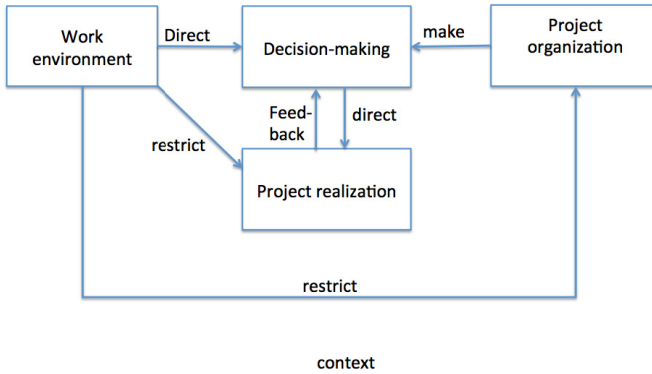 Work
environment
Direct
Decision-making
make
Project
organization
Feed-
back
direct
restrict
Project realization
restrict
context